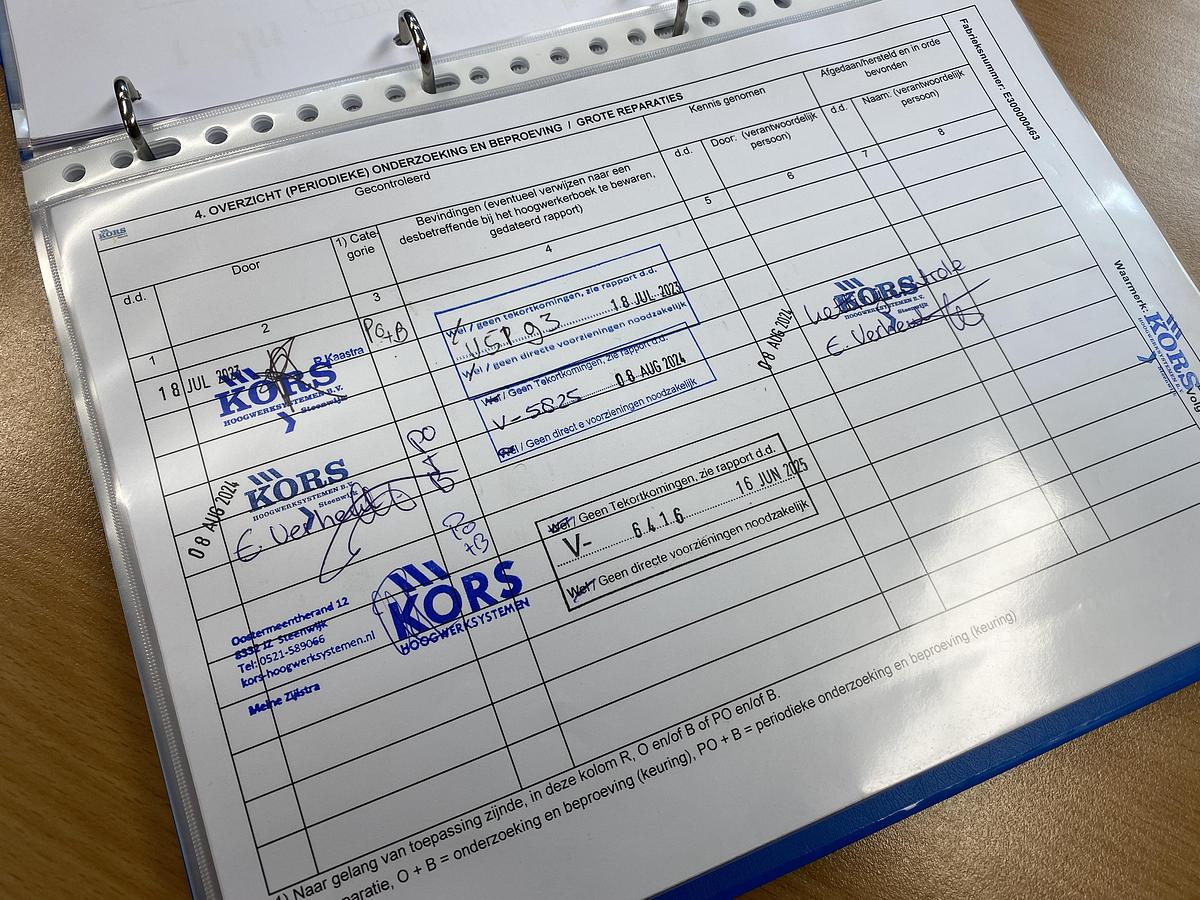 Fabrieksnummer: E300000463
4. OVERZICHT (PERIODIEKE) ONDERZOEKING EN BEPROEVING / GROTE REPARATIES
KORS
Gecontroleerd
Kennis genomen
Afgedaan/hersteld en in orde
bevonden
d.d.
Door
1) Cate-
gorie
Bevindingen (eventueel verwijzen naar een
desbetreffende bij het hoogwerkerboek te bewaren,
gedateerd rapport)
d.d.
Door: (verantwoordelijk
persoon)
d.d.
Naam: (verantwoordelijk
persoon)
1
2
3
4
5
6
7
8
18 JUL 2023
R.Kaastra
KORS
HOOGWERKSYSTEMEN B.V.
Steenwijk
PO+B
Wel / geen tekortkomingen, zie rapport d.d.
18 JUL 2023
Wel / geen directe voorzieningen noodzakelijk
08 AUG 2024
KORS
HOOGWERKSYSTEMEN B.V.
Steenwijk
PO
+
B
Wel / Geen Tekortkomingen, zie rapport d.d.
V-5825
08 AUG 2024
Wel / Geen directe voorzieningen noodzakelijk
08 AUG 2024
KORS
HOOGWERKSYSTEMEN B.V.
Steenwijk
Oostermeentherand 12
8332 JZ Steenwijk
Tel: 0521-589066
kors-hoogwerksystemen.nl
Meine Zijlstra
KORS
HOOGWERKSYSTEMEN
PO
+B
Wel / Geen Tekortkomingen, zie rapport d.d.
V- 6416
16 JUN 2025
Wel / Geen directe voorzieningen noodzakelijk
Waarmerk:
KORS
1) Naar gelang van toepassing zijnde, in deze kolom R, O en/of B of PO en/of B.
paratie, O + B = onderzoeking en beproeving (keuring), PO + B = periodieke onderzoeking en beproeving (keuring)